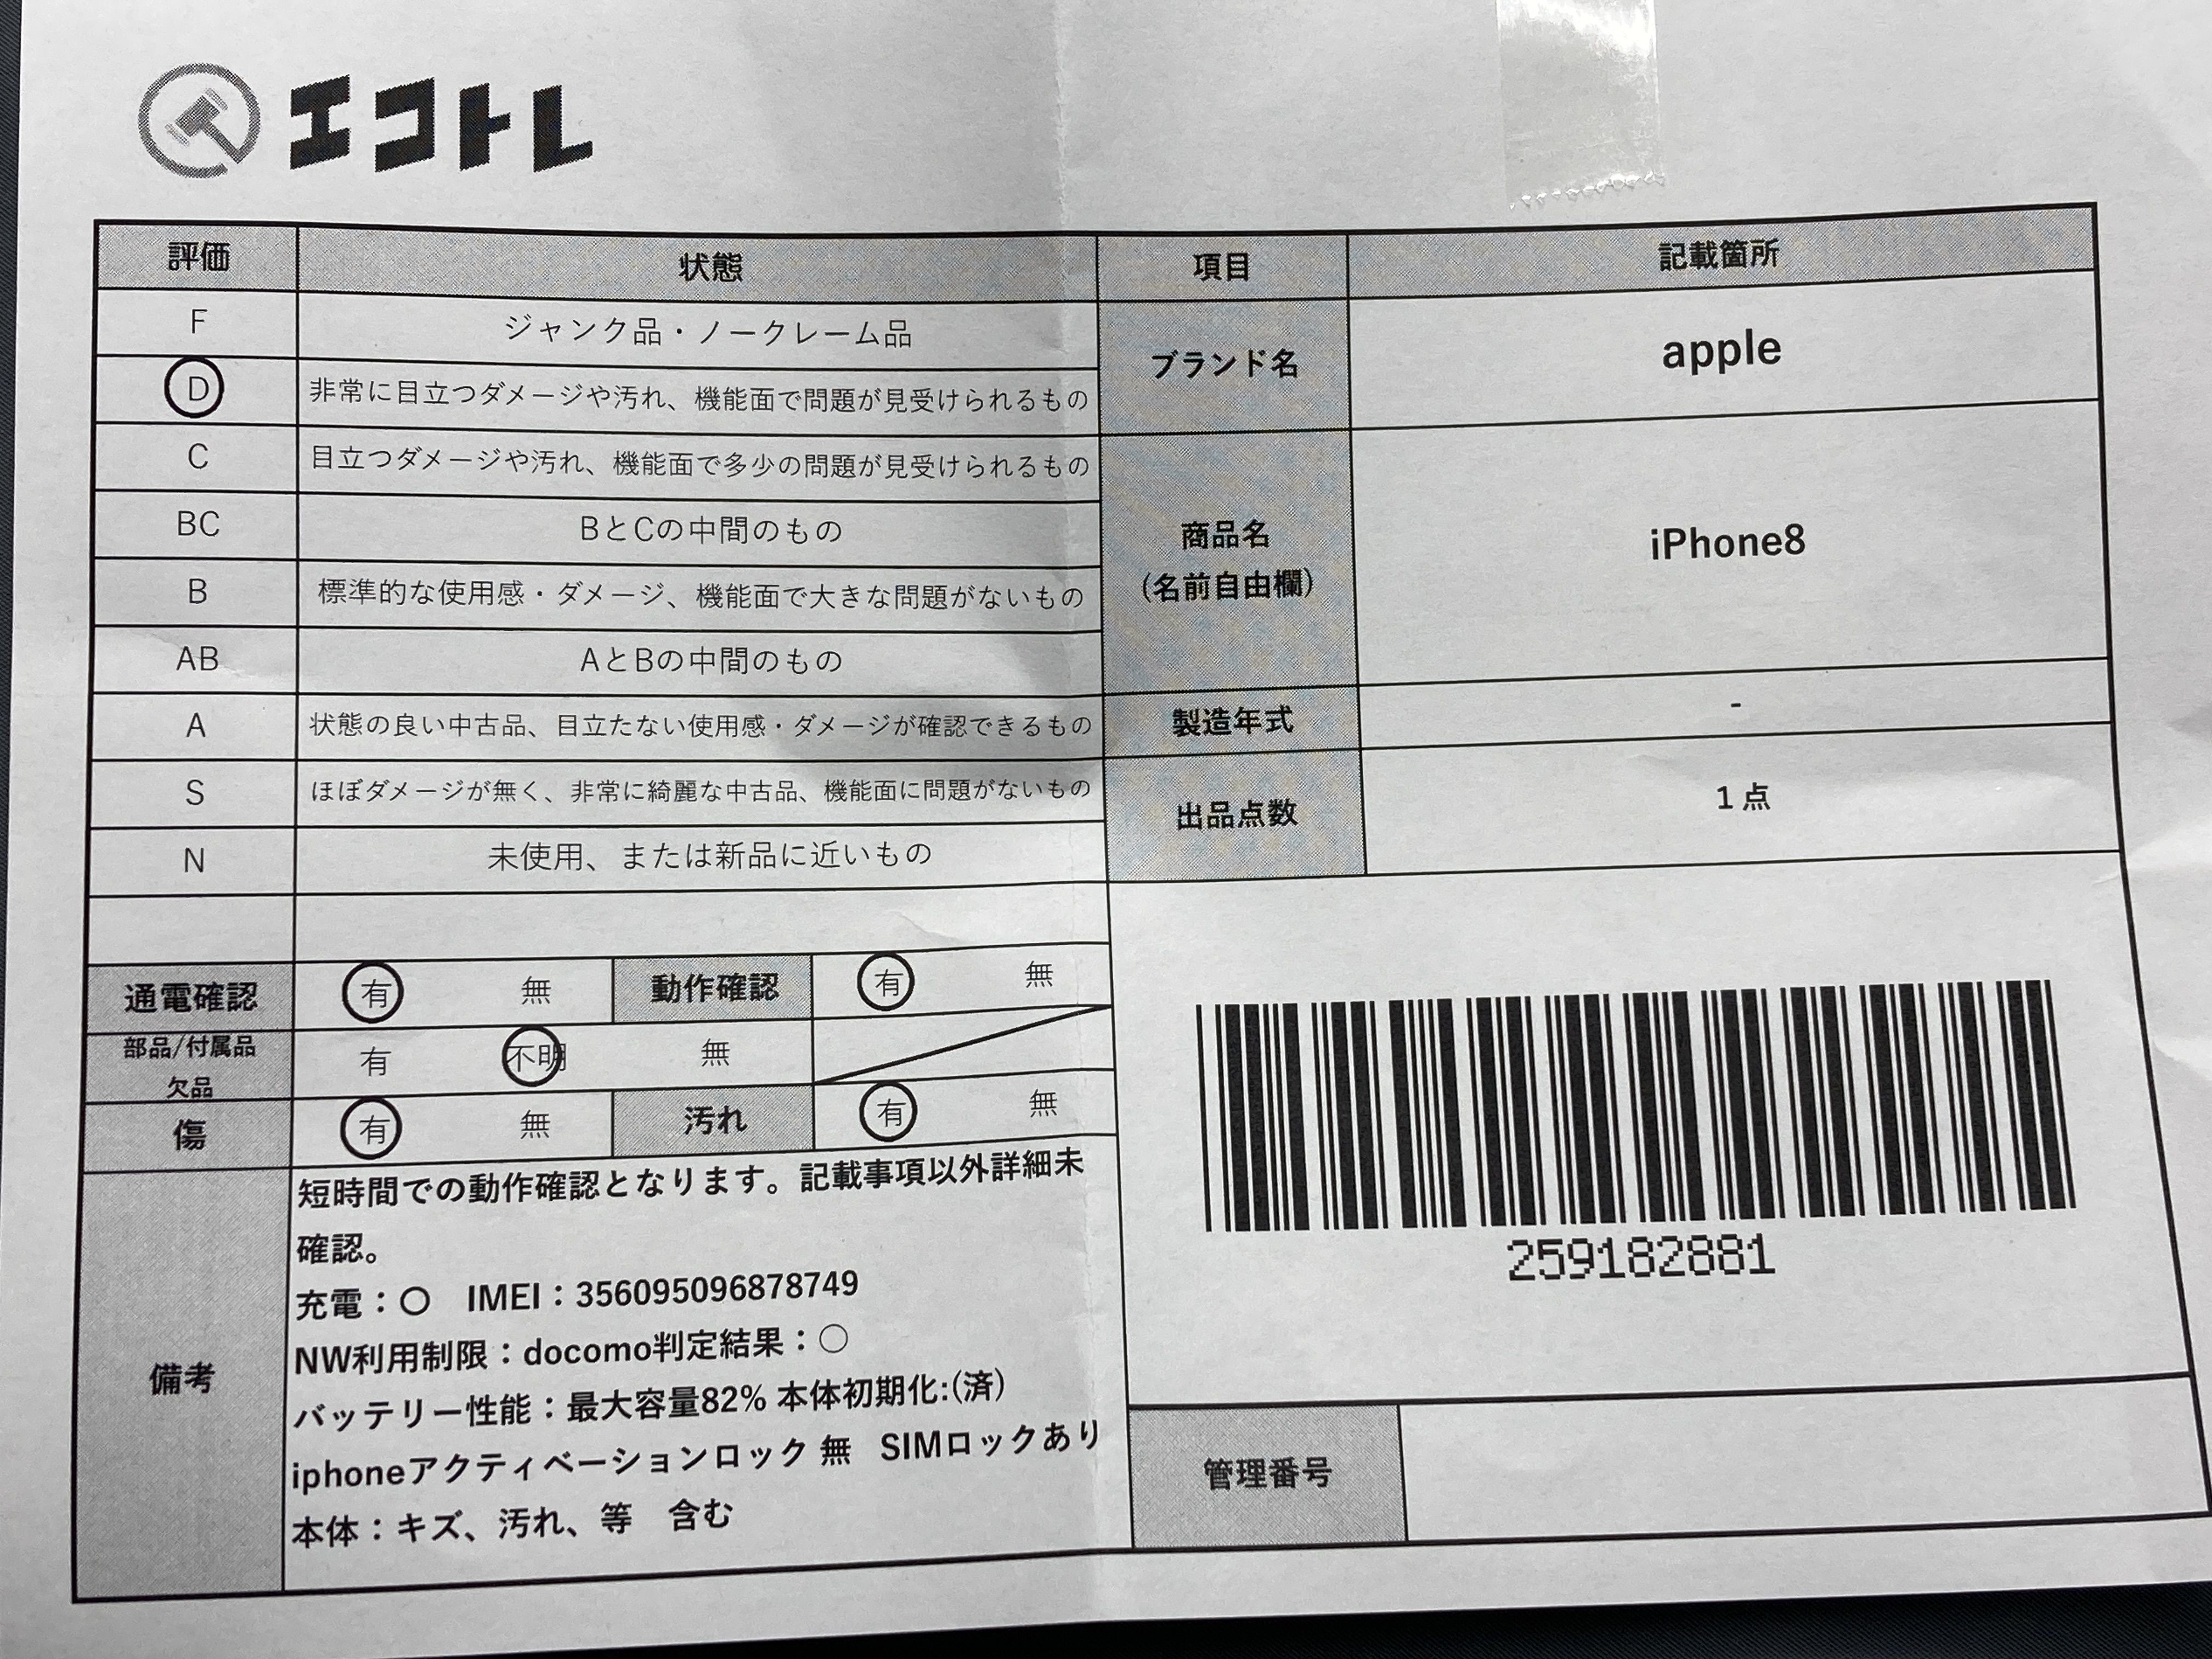 エコトレ
評価 状態 項目 記載箇所
F ジャンク品・ノークレーム品
D 非常に目立つダメージや汚れ、機能面で問題が見受けられるもの
C 目立つダメージや汚れ、機能面で多少の問題が見受けられるもの
BC BとCの中間のもの
B 標準的な使用感・ダメージ、機能面で大きな問題がないもの
AB AとBの中間のもの
A 状態の良い中古品、目立たない使用感・ダメージが確認できるもの
S ほぼダメージが無く、非常に綺麗な中古品、機能面に問題がないもの
N 未使用、または新品に近いもの
ブランド名 apple
商品名
(名前自由欄) iPhone8
製造年式 -
出品点数 1点
通電確認 有 無 動作確認 有 無
部品/付属品
欠品 有 不明 無
傷 有 無 汚れ 有 無
備考
短時間での動作確認となります。記載事項以外詳細未
確認。
充電：〇 IMEI：356095096878749
NW利用制限：docomo判定結果：○
バッテリー性能：最大容量82% 本体初期化:(済)
iphoneアクティベーションロック 無 SIMロックあり
本体：キズ、汚れ、等 含む
259182881
管理番号